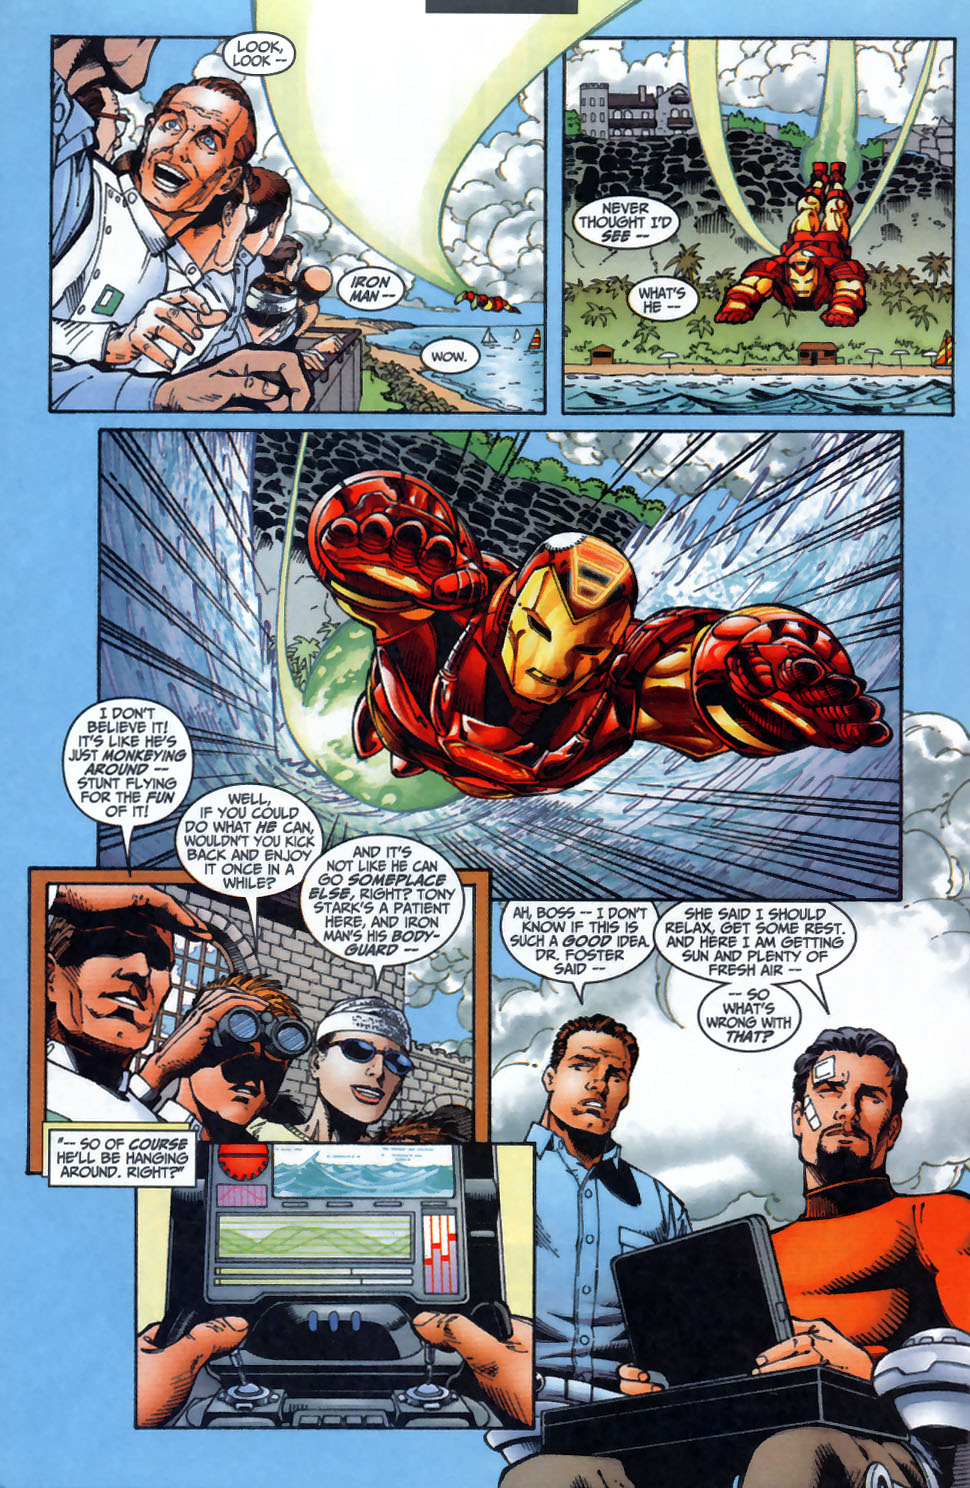 LOOK,
LOOK --
IRON
MAN --
WOW.
NEVER
THOUGHT I'D
SEE --
WHAT'S
HE --
I DON'T
BELIEVE IT!
IT'S LIKE HE'S
JUST MONKEYING
AROUND --
STUNT FLYING
FOR THE FUN
OF IT!
WELL,
IF YOU COULD
DO WHAT HE CAN,
WOULDN'T YOU KICK
BACK AND ENJOY
IT ONCE IN A
WHILE?
AND IT'S
NOT LIKE HE CAN
GO SOMEPLACE
ELSE, RIGHT? TONY
STARK'S A PATIENT
HERE, AND IRON
MAN'S HIS BODY-
GUARD --
"-- SO OF COURSE
HE'LL BE HANGING
AROUND. RIGHT?"
AH, BOSS -- I DON'T
KNOW IF THIS IS
SUCH A GOOD IDEA.
DR. FOSTER
SAID --
SHE SAID I SHOULD
RELAX, GET SOME REST.
AND HERE I AM GETTING
SUN AND PLENTY OF
FRESH AIR --
-- SO
WHAT'S
WRONG WITH
THAT?